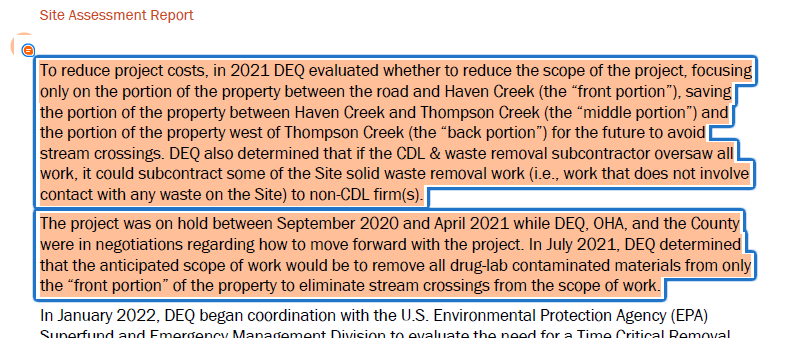 Site Assessment Report
To reduce project costs, in 2021 DEQ evaluated whether to reduce the scope of the project, focusing
only on the portion of the property between the road and Haven Creek (the “front portion”), saving
the portion of the property between Haven Creek and Thompson Creek (the “middle portion”) and
the portion of the property west of Thompson Creek (the “back portion”) for the future to avoid
stream crossings. DEQ also determined that if the CDL & waste removal subcontractor oversaw all
work, it could subcontract some of the Site solid waste removal work (i.e., work that does not involve
contact with any waste on the Site) to non-CDL firm(s).
The project was on hold between September 2020 and April 2021 while DEQ, OHA, and the County
were in negotiations regarding how to move forward with the project. In July 2021, DEQ determined
that the anticipated scope of work would be to remove all drug-lab contaminated materials from only
the “front portion” of the property to eliminate stream crossings from the scope of work.
In January 2022, DEQ began coordination with the U.S. Environmental Protection Agency (EPA)
Superfund and Emergency Management Division to evaluate the need for a Time Critical Removal